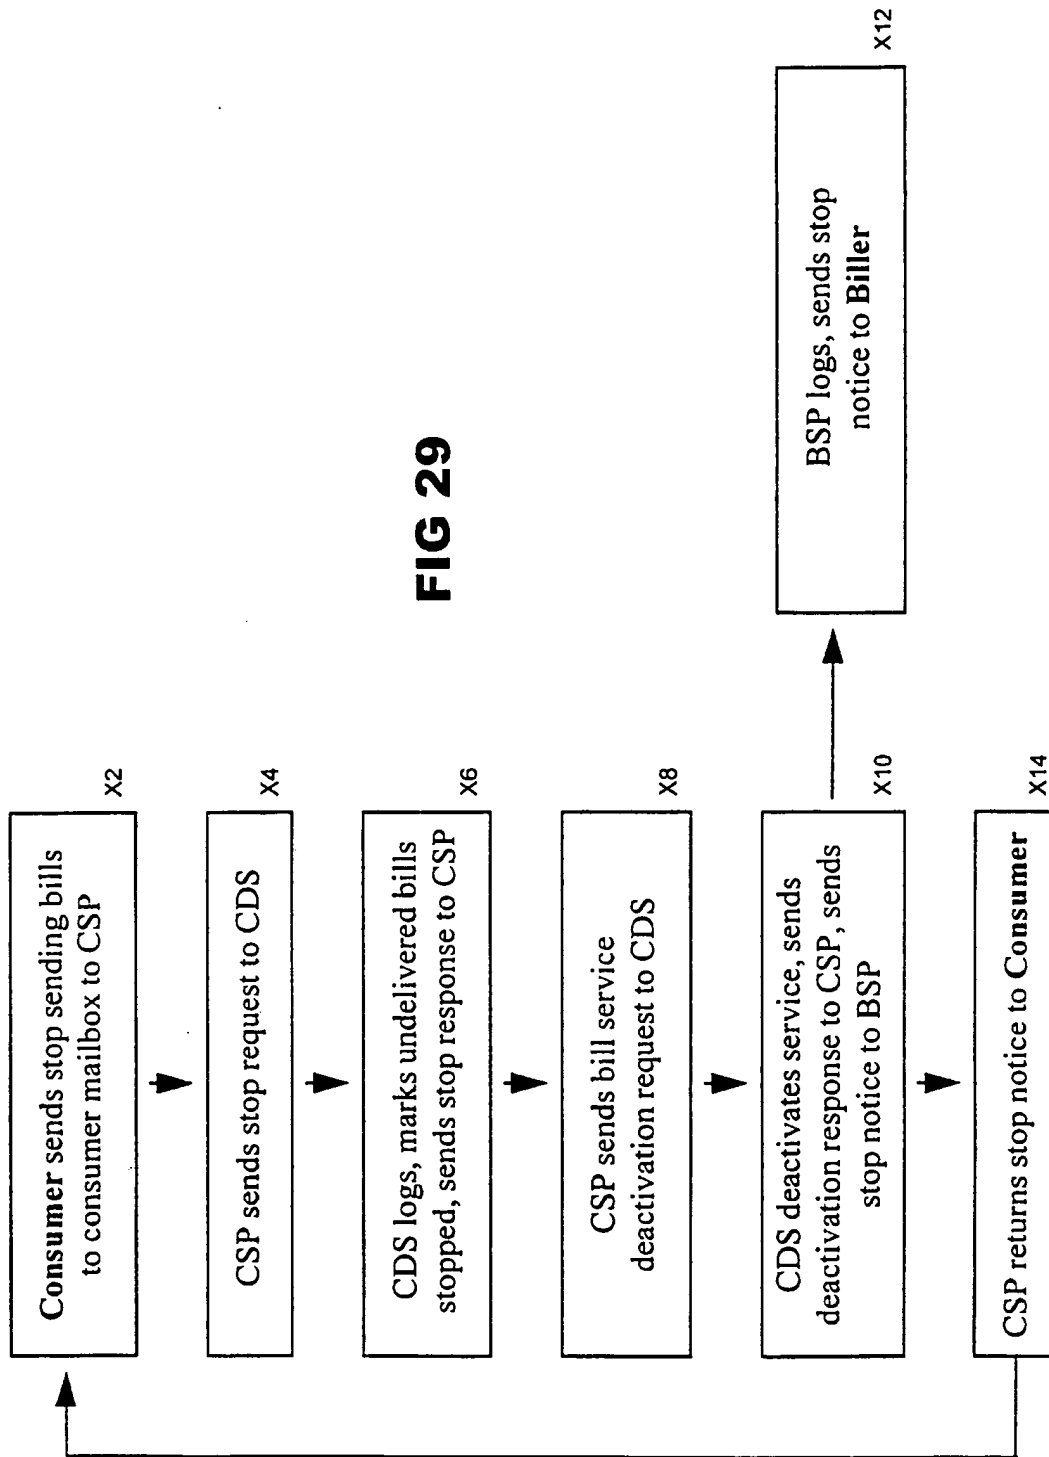 Consumer sends stop sending bills
to consumer mailbox to CSP
X2
CSP sends stop request to CDS
X4
CDS logs, marks undelivered bills
stopped, sends stop response to CSP
X6
CSP sends bill service
deactivation request to CDS
X8
CDS deactivates service, sends
deactivation response to CSP, sends
stop notice to BSP
X10
BSP logs, sends stop
notice to Biller
X12
CSP returns stop notice to Consumer
X14
FIG 29